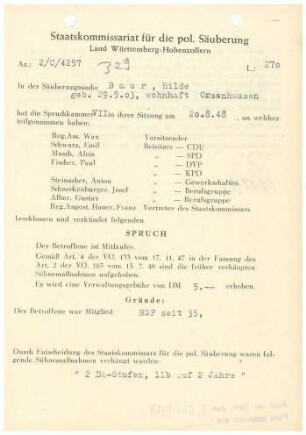 Staatskommissariat für die pol. Säuberung
Land Württemberg-Hohenzollern
Az.: 2/C/4257 329 L.: 270
In der Säuberungssache Baur, Hilde
geb. 29.5.03, wohnhaft Orsenhausen
hat die Spruchkammer VII in ihrer Sitzung am 20.8.48, an welcher
teilgenommen haben:
Reg.Ass. Wax Vorsitzender
Schwarz, Emil Beisitzer — CDU
Munding, Alois „ — SPD
Fischer, Paul „ — DVP
„ — KPD
Steinacher, Anton „ — Gewerkschaften
Schneckenburger, Josef „ — Berufsgruppe
Alber, Gustav „ — Berufsgruppe
Reg.Angest. Hauser, Franz Vertreter des Staatskommissars
beschlossen und verkündet folgenden
SPRUCH
Der Betroffene ist Mitläufer.
Gemäß Art. 4 der VO. 133 vom 17. 11. 47 in der Fassung des
Art. 2 der VO. 165 vom 13. 7. 48 sind die früher verhängten
Sühnemaßnahmen aufgehoben.
Es wird eine Verwaltungsgebühr von DM 5.-- erhoben.
Gründe:
Der Betroffene war Mitglied NSF seit 35,
Durch Entscheidung des Staatskommissars für die pol. Säuberung waren fol-
gende Sühnemaßnahmen verhängt worden:
" 2 DA-Stufen, 11b auf 2 Jahre "